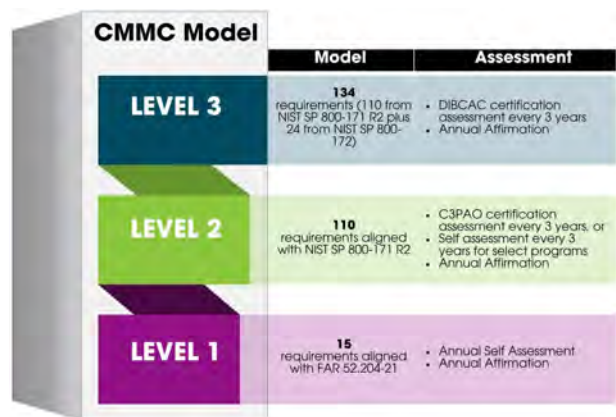 CMMC Model
Model
Assessment
LEVEL 3
134
requirements (110 from
NIST SP 800-171 R2 plus
24 from NIST SP 800-
172)
• DIBCAC certification
assessment every 3 years
• Annual Affirmation
LEVEL 2
110
requirements aligned
with NIST SP 800-171 R2
• C3PAO certification
assessment every 3 years, or
• Self assessment every 3
years for select programs
• Annual Affirmation
LEVEL 1
15
requirements aligned
with FAR 52.204-21
• Annual Self Assessment
• Annual Affirmation